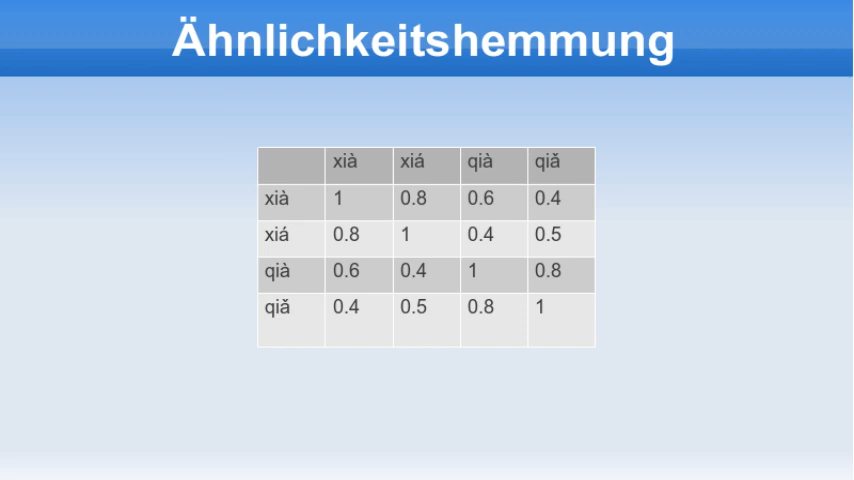 Ähnlichkeitshemmung
xià xiá qià qiǎ
xià 1 0.8 0.6 0.4
xiá 0.8 1 0.4 0.5
qià 0.6 0.4 1 0.8
qiǎ 0.4 0.5 0.8 1